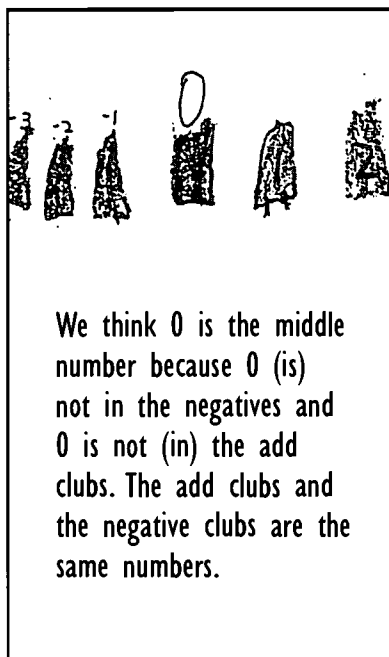 -3 -2 -1 0
We think 0 is the middle
number because 0 (is)
not in the negatives and
0 is not (in) the add
clubs. The add clubs and
the negative clubs are the
same numbers.